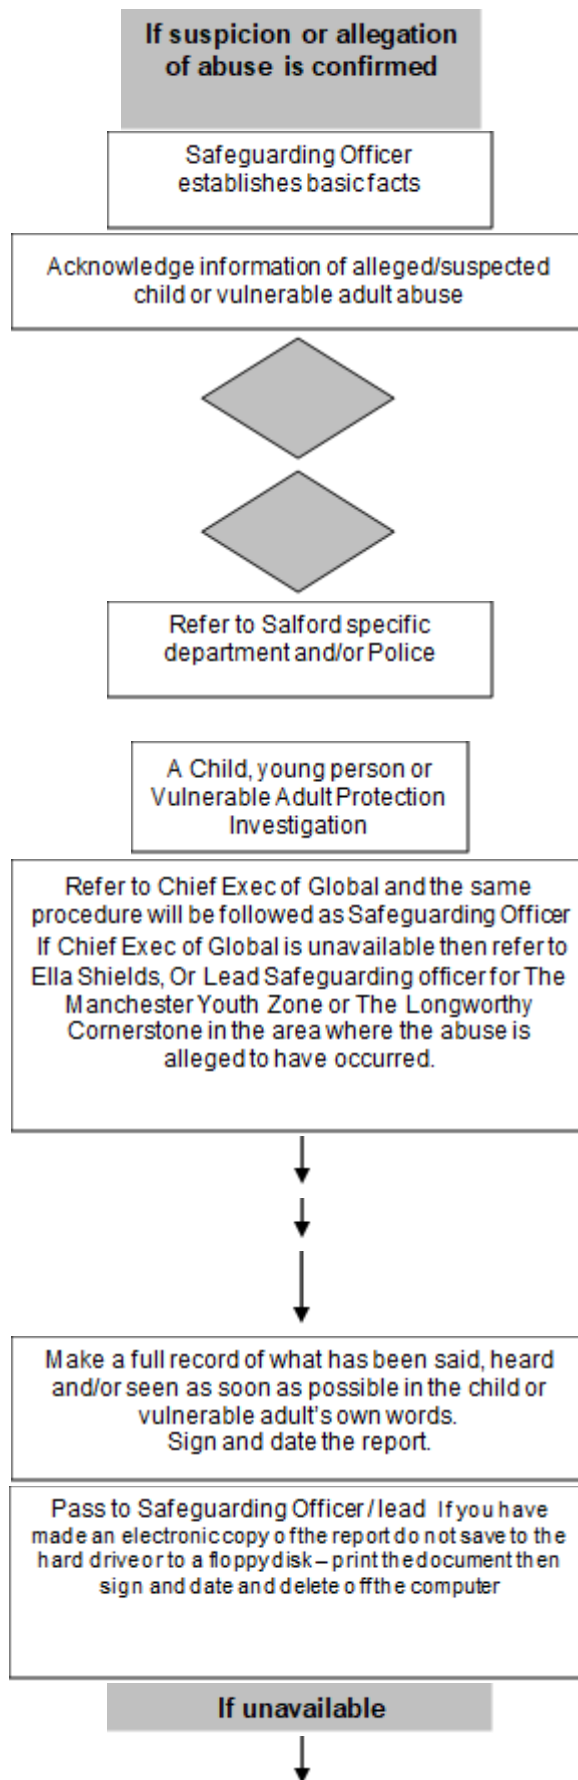 If suspicion or allegation
of abuse is confirmed
Safeguarding Officer
establishes basic facts
Acknowledge information of alleged/suspected
child or vulnerable adult abuse
Refer to Salford specific
department and/or Police
A Child, young person or
Vulnerable Adult Protection
Investigation
Refer to Chief Exec of Global and the same
procedure will be followed as Safeguarding Officer
If Chief Exec of Global is unavailable then refer to
Ella Shields, Or Lead Safeguarding officer for The
Manchester Youth Zone or The Longworthy
Cornerstone in the area where the abuse is
alleged to have occurred.
Make a full record of what has been said, heard
and/or seen as soon as possible in the child or
vulnerable adult's own words.
Sign and date the report.
Pass to Safeguarding Officer / lead If you have
made an electronic copy of the report do not save to the
hard drive or to a floppy disk – print the document then
sign and date and delete off the computer
If unavailable